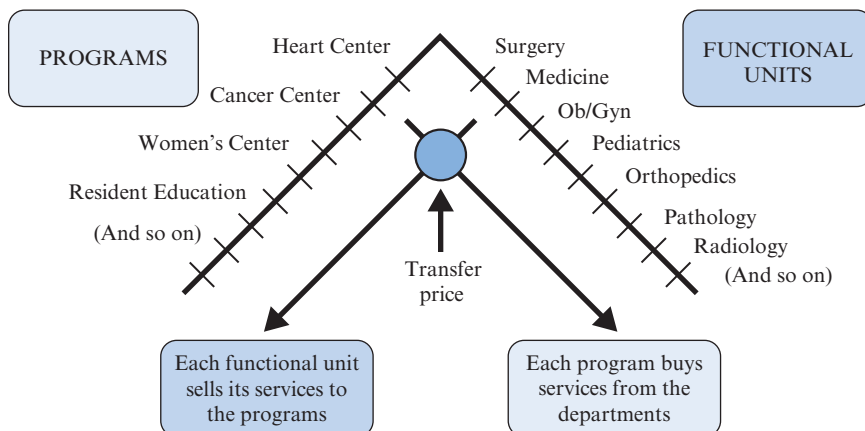 PROGRAMS
Heart Center
Cancer Center
Women's Center
Resident Education
(And so on)
Surgery
Medicine
Ob/Gyn
Pediatrics
Orthopedics
Pathology
Radiology
(And so on)
FUNCTIONAL
UNITS
Transfer
price
Each functional unit
sells its services to
the programs
Each program buys
services from the
departments